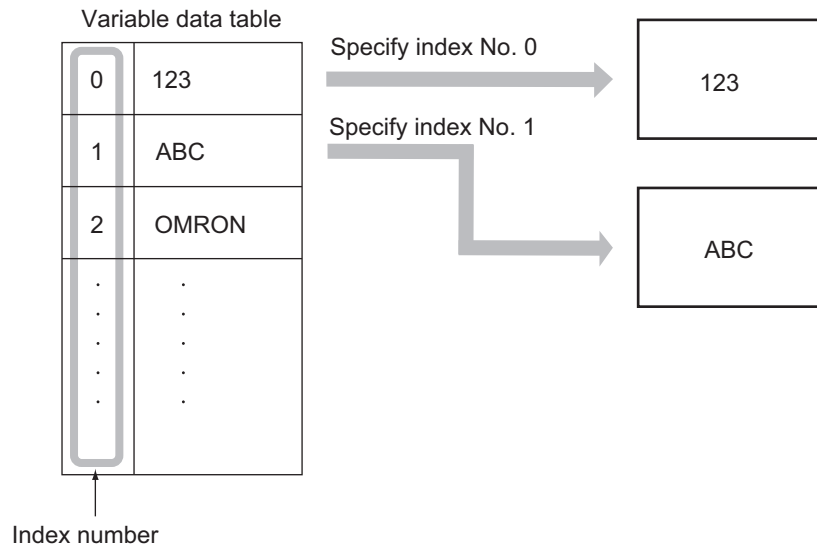 Variable data table
Specify index No. 0
0 123
123
Specify index No. 1
1 ABC
2 OMRON
ABC
Index number